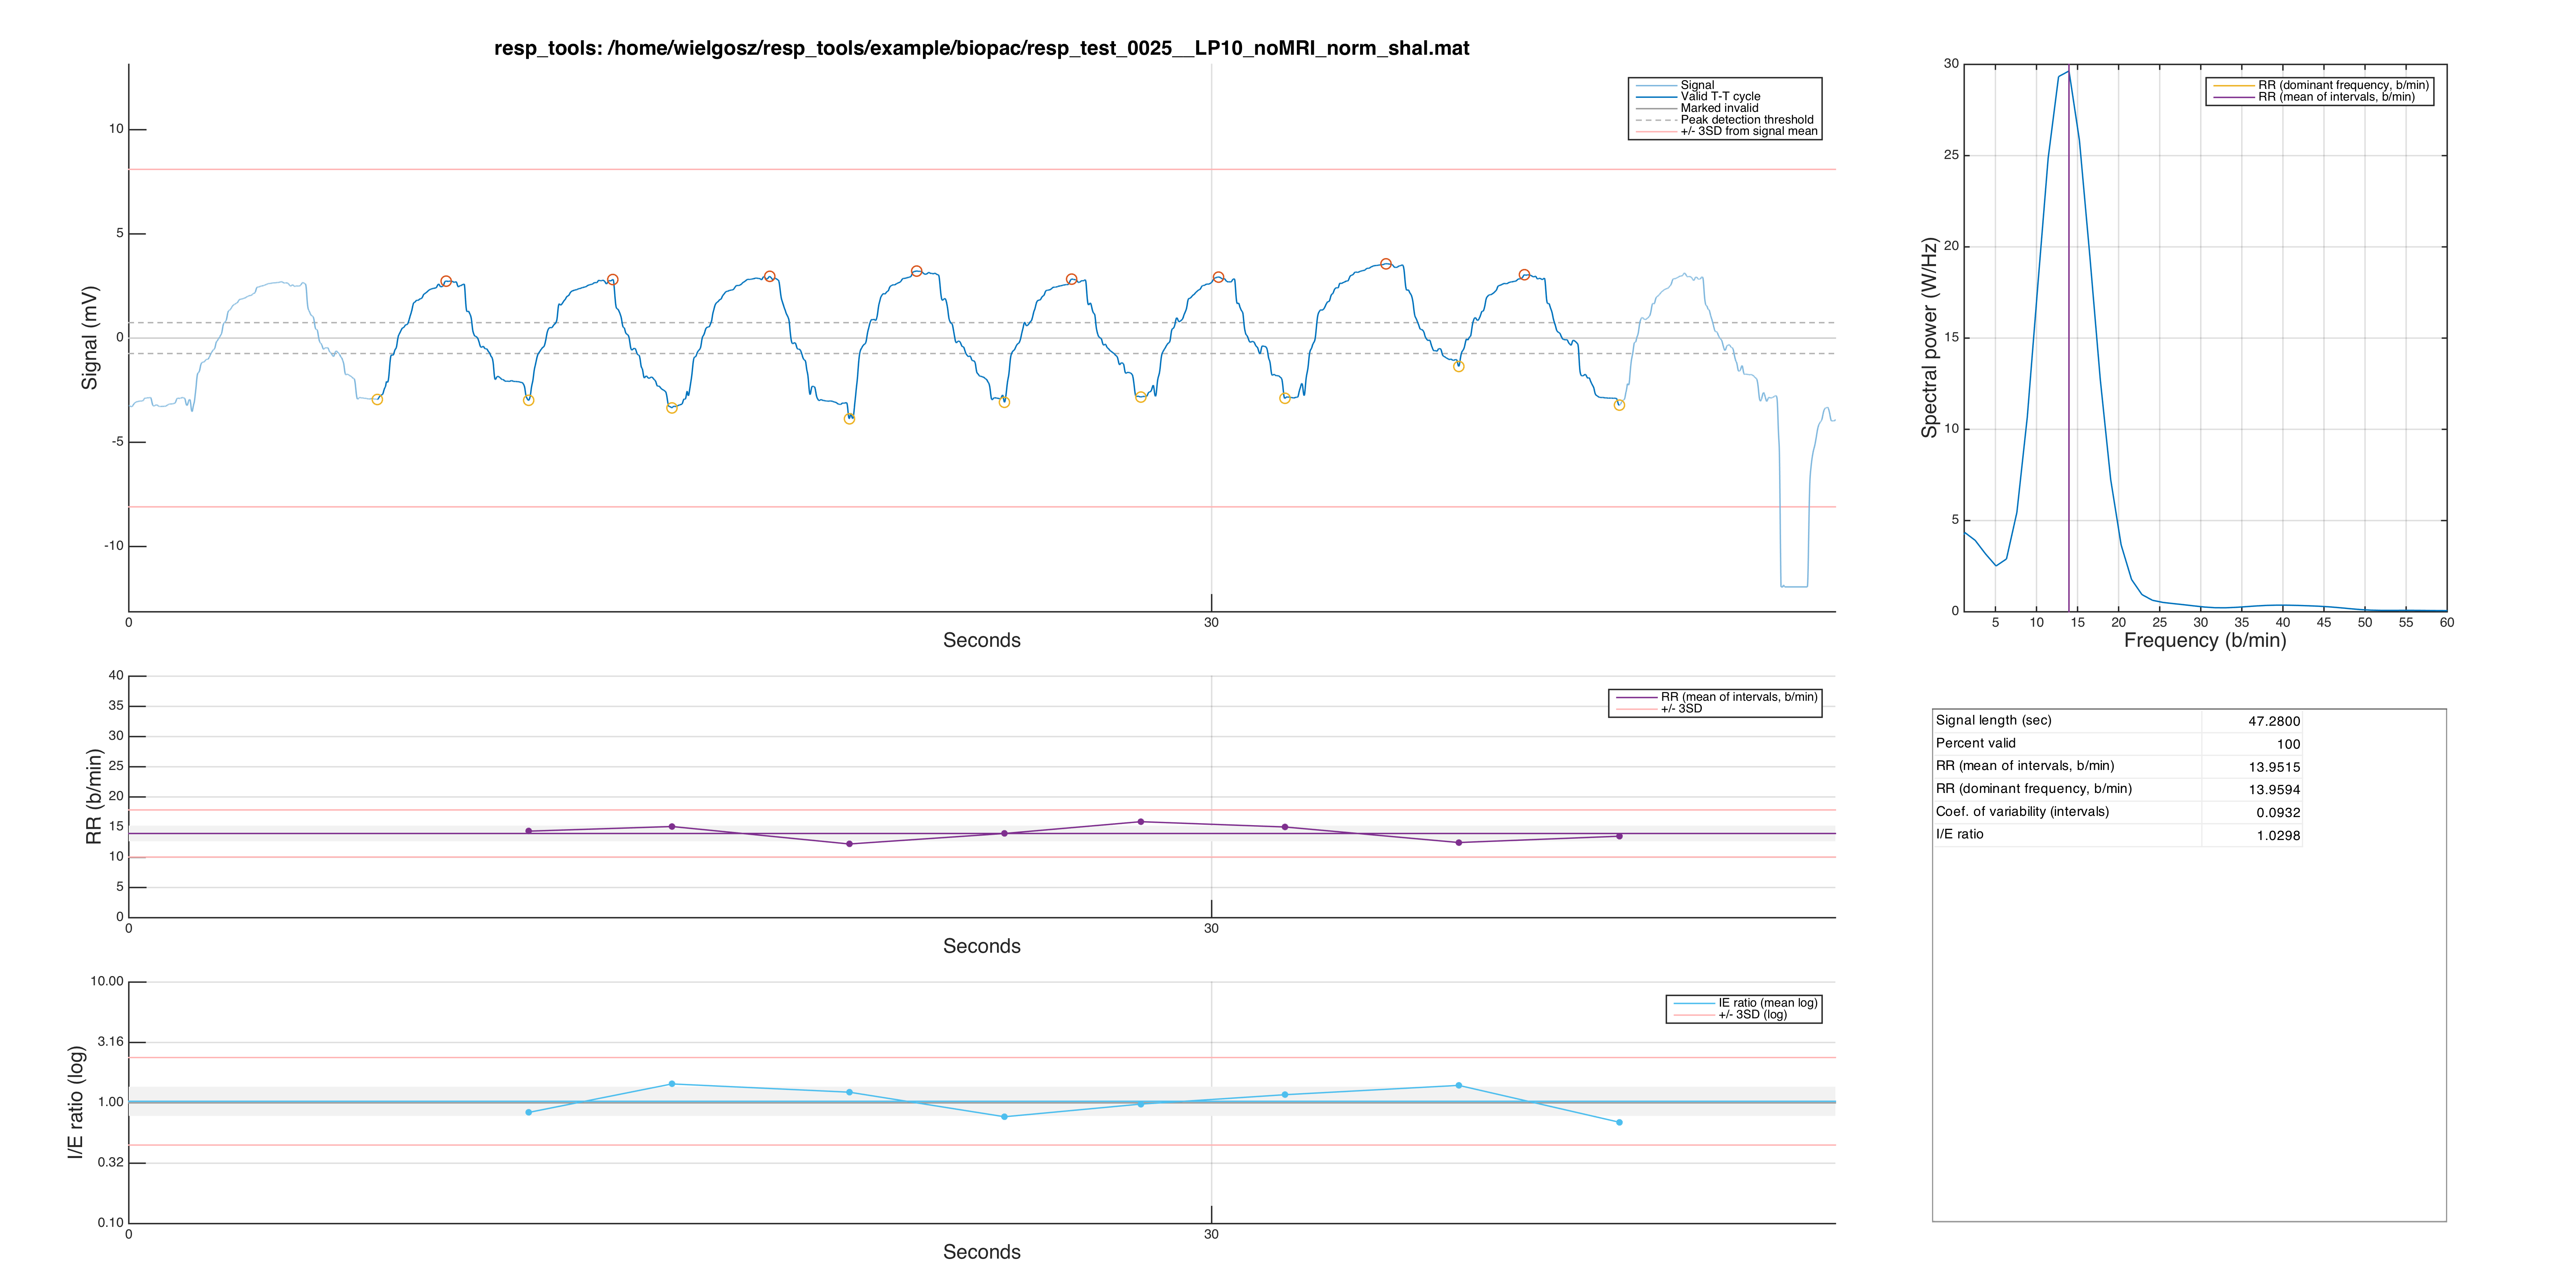 resp_tools: /home/wielgosz/resp_tools/example/biopac/resp_test_0025__LP10_noMRI_norm_shal.mat
Signal (mV)
10
5
0
-5
-10
Signal
Valid T-T cycle
Marked invalid
Peak detection threshold
+/- 3SD from signal mean
0
30
Seconds
Spectral power (W/Hz)
30
25
20
15
10
5
0
RR (dominant frequency, b/min)
RR (mean of intervals, b/min)
5 10 15 20 25 30 35 40 45 50 55 60
Frequency (b/min)
RR (b/min)
40
35
30
25
20
15
10
5
0
RR (mean of intervals, b/min)
+/- 3SD
0
30
Seconds
Signal length (sec) 47.2800
Percent valid 100
RR (mean of intervals, b/min) 13.9515
RR (dominant frequency, b/min) 13.9594
Coef. of variability (intervals) 0.0932
I/E ratio 1.0298
I/E ratio (log)
10.00
3.16
1.00
0.32
0.10
IE ratio (mean log)
+/- 3SD (log)
0
30
Seconds